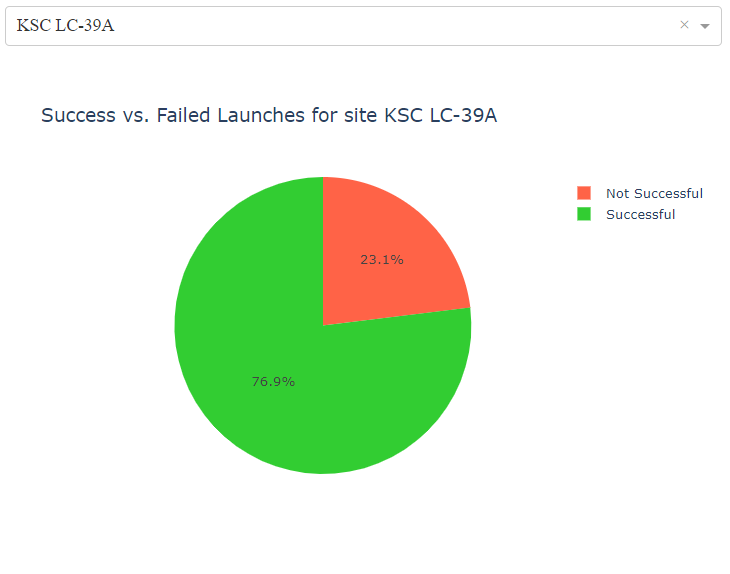 KSC LC-39A
Success vs. Failed Launches for site KSC LC-39A
Not Successful
Successful
23.1%
76.9%